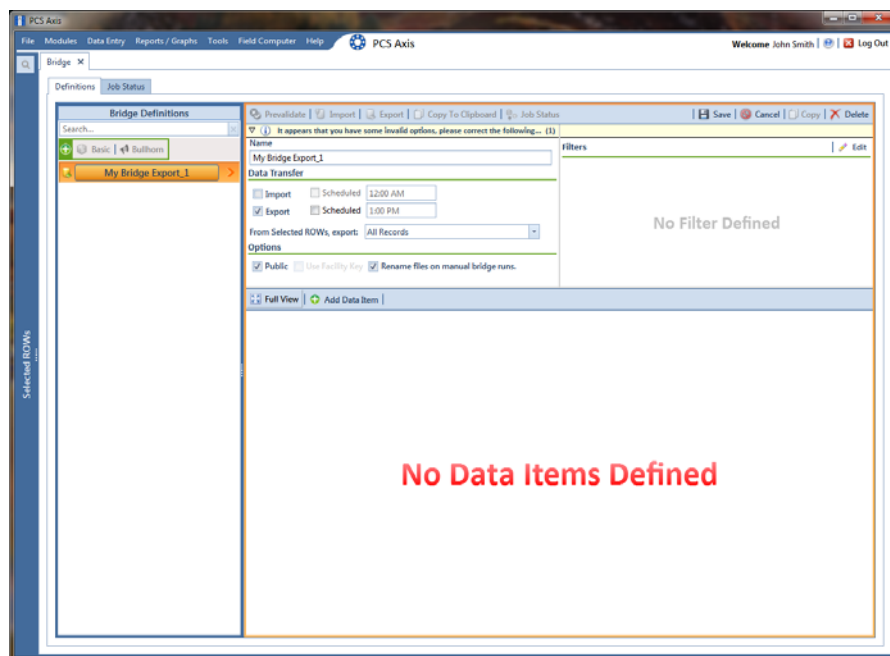 PCS Axis
File Modules Data Entry Reports / Graphs Tools Field Computer Help PCS Axis Welcome John Smith Log Out
Bridge
Definitions Job Status
Bridge Definitions
Search...
Basic Bullhorn
My Bridge Export_1
Prevalidate Import Export Copy To Clipboard Job Status Save Cancel Copy Delete
It appears that you have some invalid options, please correct the following... (1)
Name
My Bridge Export_1
Filters Edit
Data Transfer
Import Scheduled 12:00 AM
Export Scheduled 1:00 PM
No Filter Defined
From Selected ROWs, export: All Records
Options
Public Use Facility Key Rename files on manual bridge runs.
Full View Add Data Item
Selected ROWs
No Data Items Defined